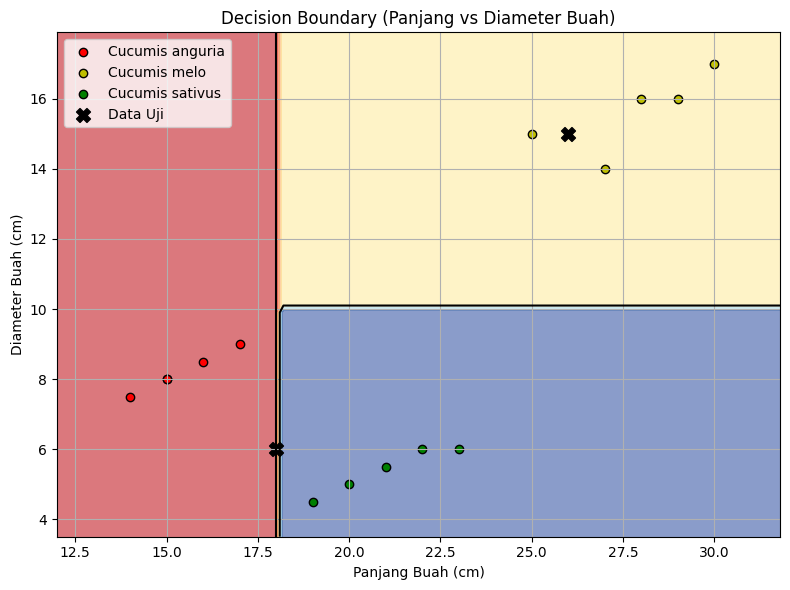 Decision Boundary (Panjang vs Diameter Buah)
Cucumis anguria
Cucumis melo
Cucumis sativus
Data Uji
Diameter Buah (cm)
16
14
12
10
8
6
4
12.5 15.0 17.5 20.0 22.5 25.0 27.5 30.0
Panjang Buah (cm)